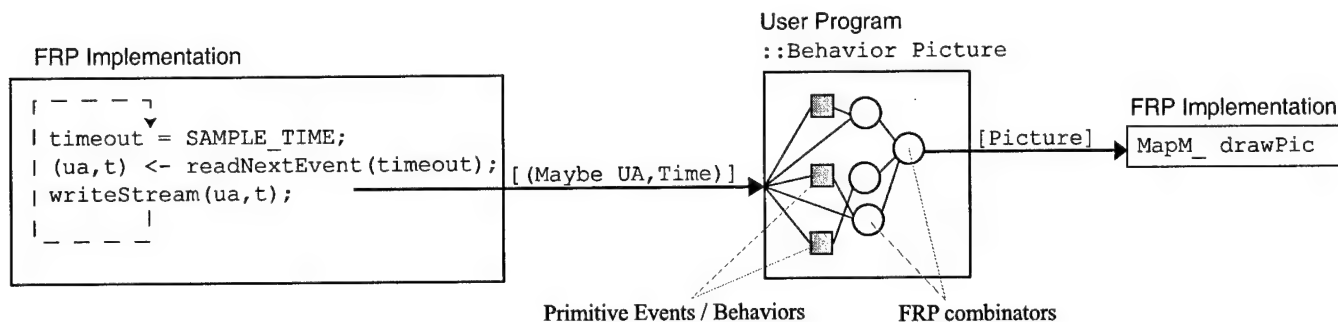 User Program
::Behavior Picture
FRP Implementation
timeout = SAMPLE_TIME;
(ua,t) <- readNextEvent(timeout);
writeStream(ua,t);
[(Maybe UA,Time)]
[Picture]
FRP Implementation
MapM_ drawPic
Primitive Events / Behaviors
FRP combinators